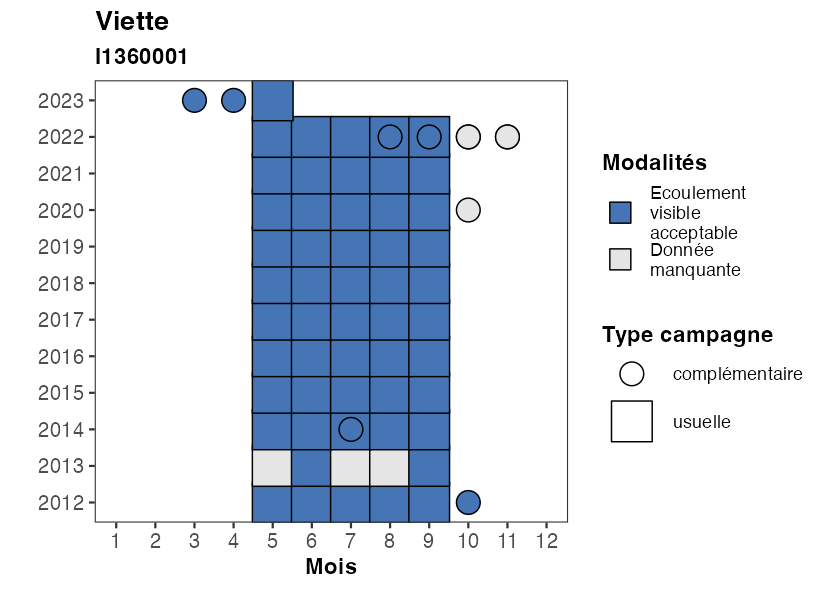 Viette
I1360001
2023
2022
2021
2020
2019
2018
2017
2016
2015
2014
2013
2012
1 2 3 4 5 6 7 8 9 10 11 12
Mois
Modalités
Ecoulement
visible
acceptable
Donnée
manquante
Type campagne
complémentaire
usuelle